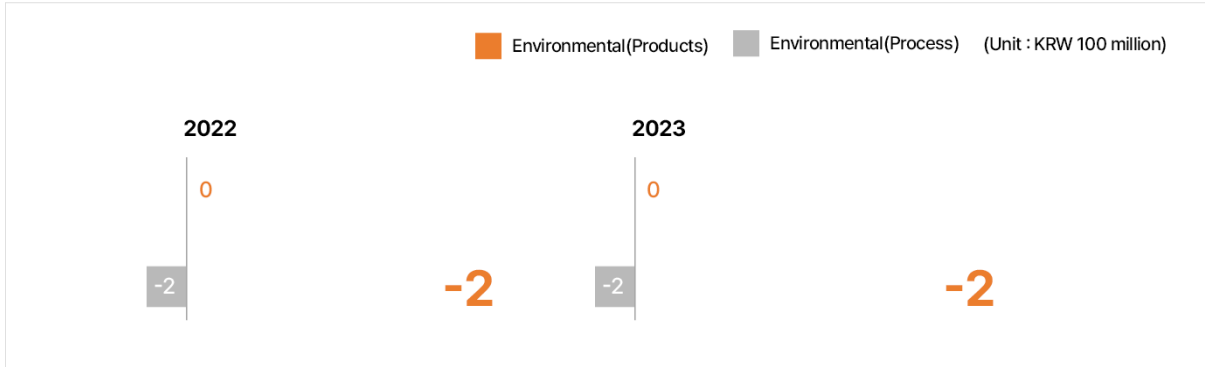 Environmental(Products) Environmental(Process) (Unit : KRW 100 million)
2022 2023
0 0
-2 -2 -2 -2